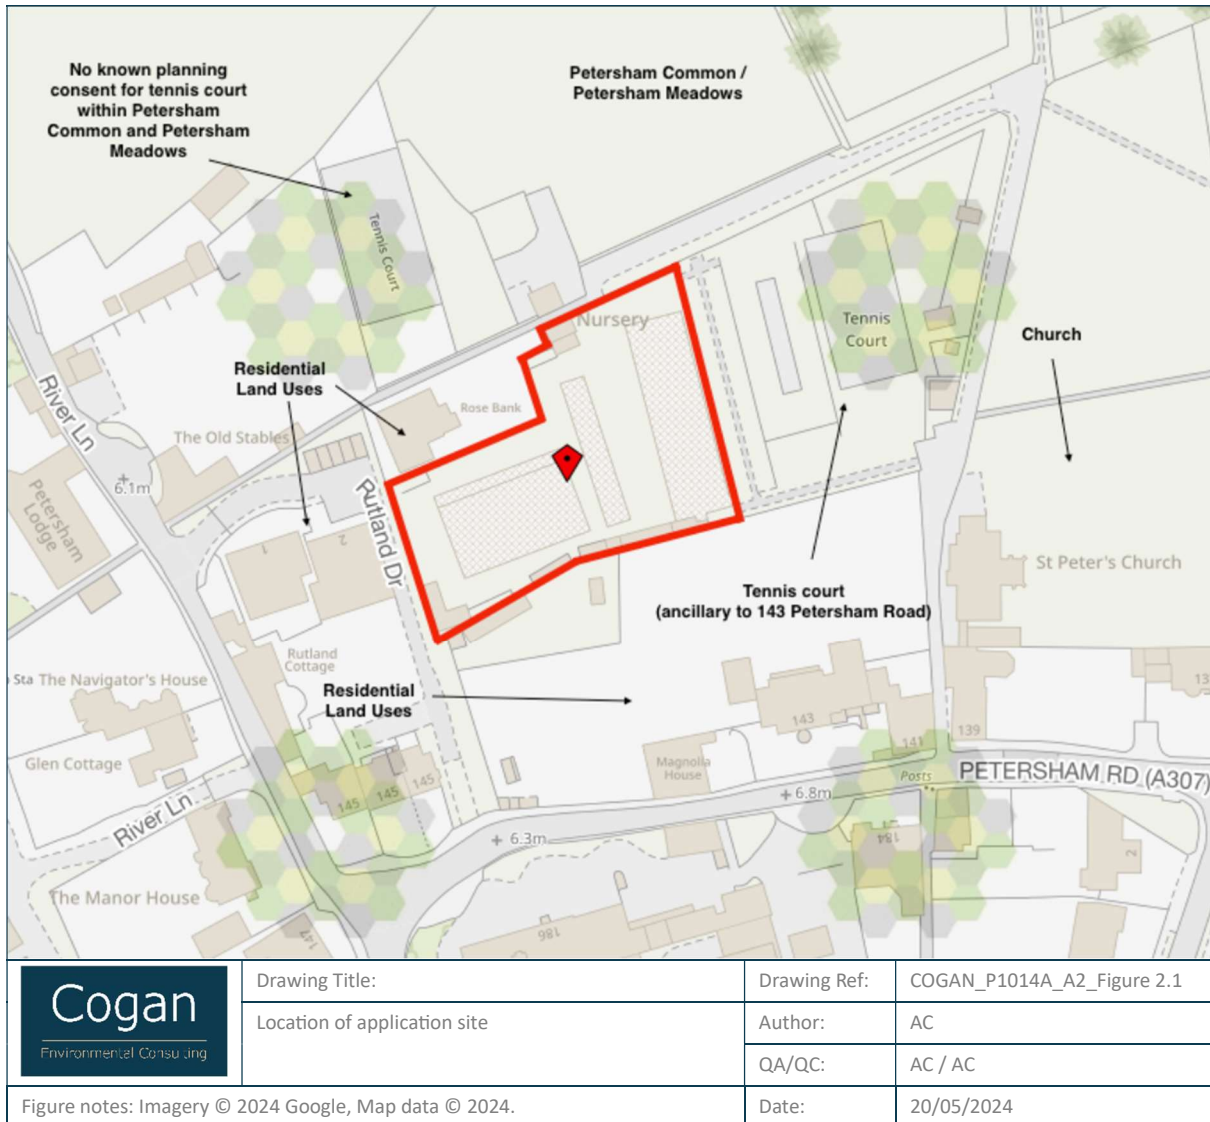 No known planning
consent for tennis court
within Petersham
Common and Petersham
Meadows
Petersham Common /
Petersham Meadows
Tennis Court
Nursery
Tennis
Court
Church
Residential
Land Uses
River Ln
Rose Bank
The Old Stables
6.1m
Petersham
Lodge
Rutland Dr
1
2
St Peter's Church
Tennis court
(ancillary to 143 Petersham Road)
Rutland
Cottage
Sta
The Navigator's House
Residential
Land Uses
143
141
139
13
Glen Cottage
Magnolia
House
Posts
PETERSHAM RD (A307)
145
145
145
6.8m
River Ln
6.3m
184
2
The Manor House
147
186
Cogan
Environmental Consulting
Drawing Title:
Location of application site
Drawing Ref:
COGAN_P1014A_A2_Figure 2.1
Author:
AC
QA/QC:
AC / AC
Figure notes: Imagery © 2024 Google, Map data © 2024.
Date:
20/05/2024